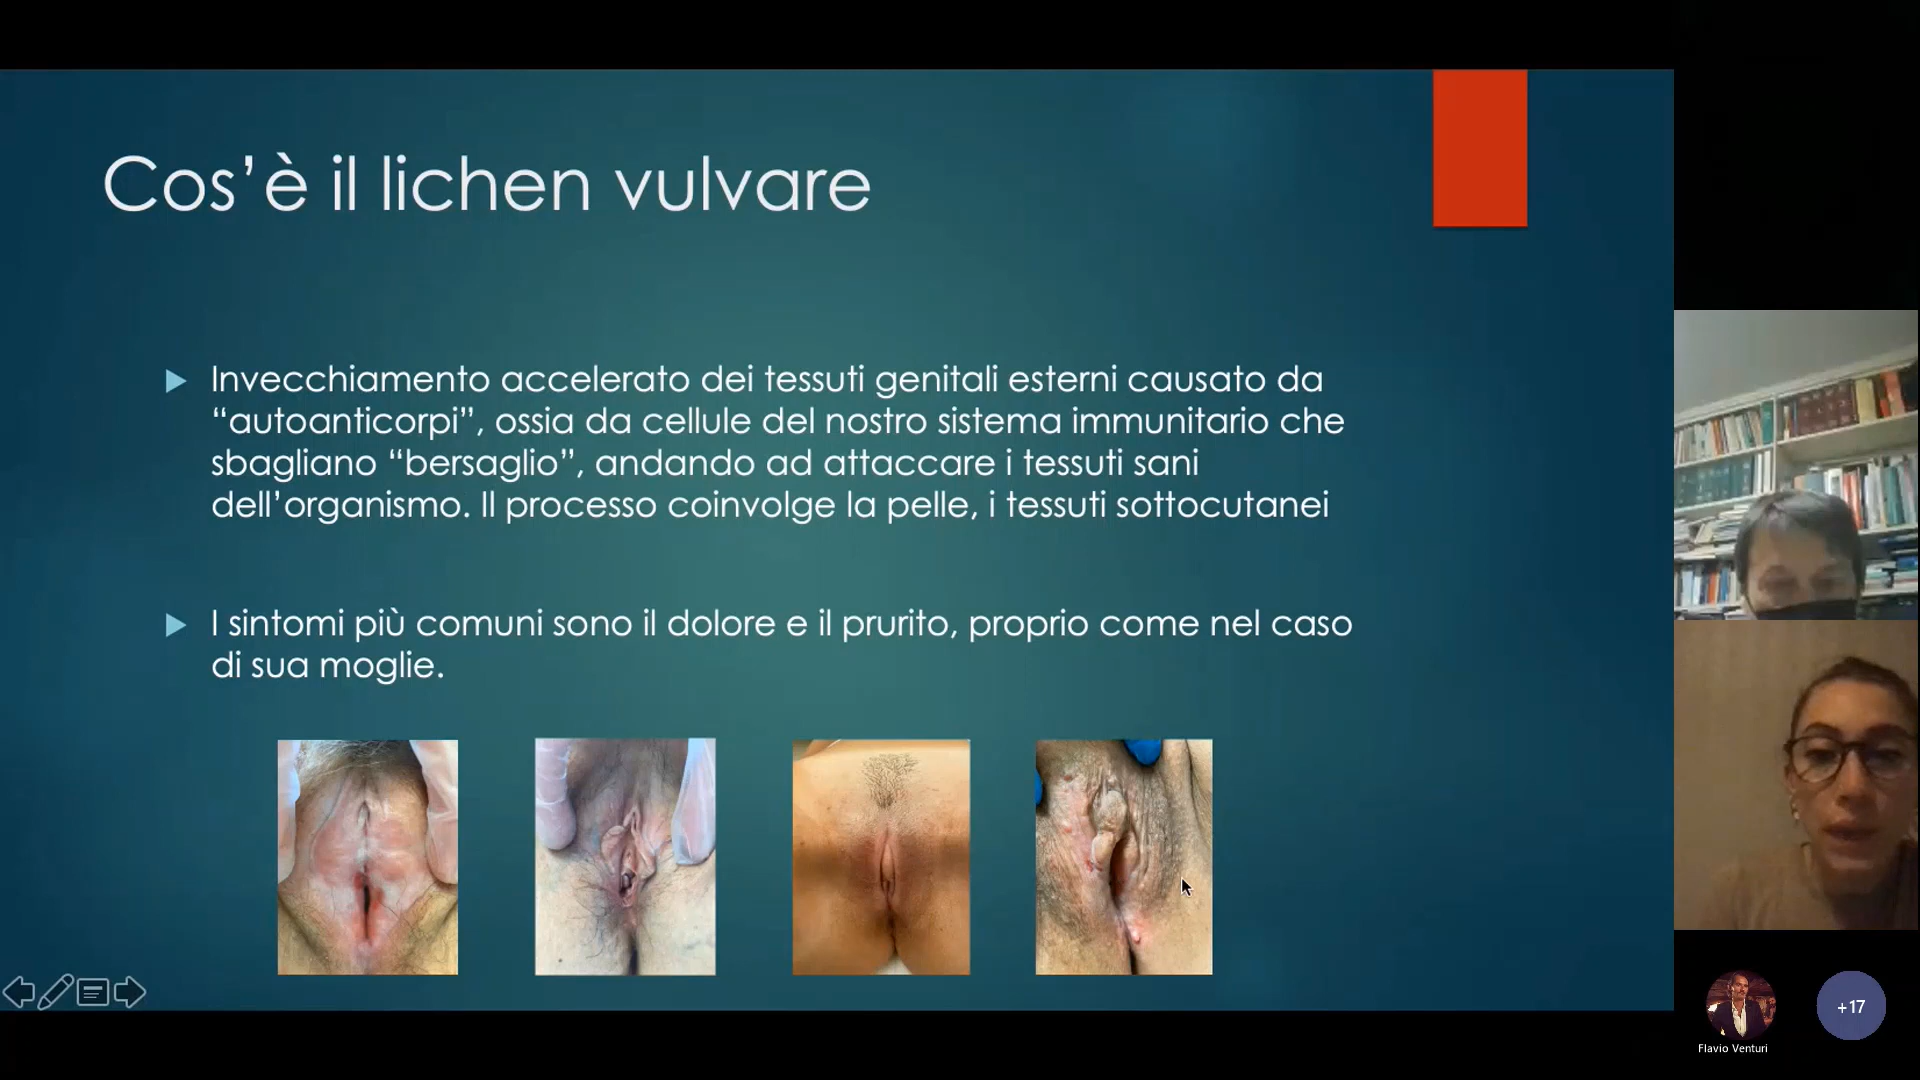 Cos’è il lichen vulvare
Invecchiamento accelerato dei tessuti genitali esterni causato da
“autoanticorpi”, ossia da cellule del nostro sistema immunitario che
sbagliano “bersaglio”, andando ad attaccare i tessuti sani
dell’organismo. Il processo coinvolge la pelle, i tessuti sottocutanei
I sintomi più comuni sono il dolore e il prurito, proprio come nel caso
di sua moglie.
+17
Flavio Venturi